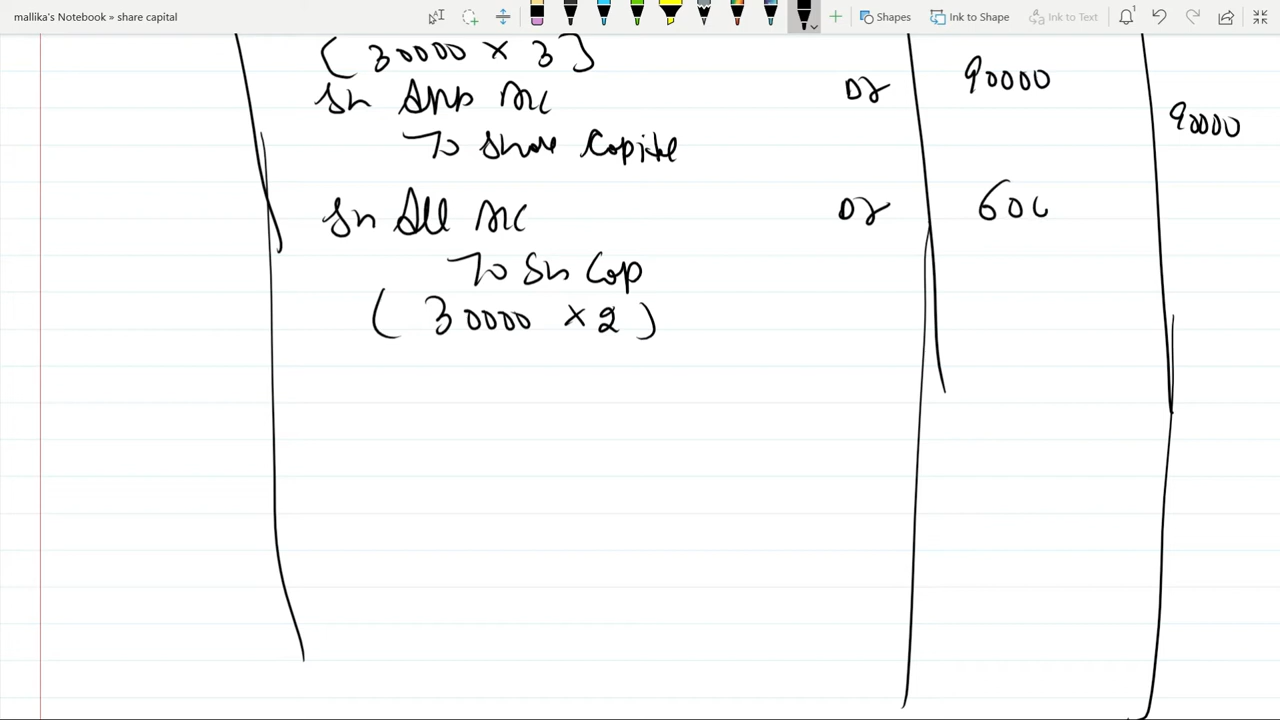 mallika's Notebook » share capital
Shapes
Ink to Shape
Ink to Text
(30000 × 3)
Sh App A/C Dr 90000
To Share Capital 90000
Sh All A/C Dr 600
To Sh Cap
(30000 × 2)